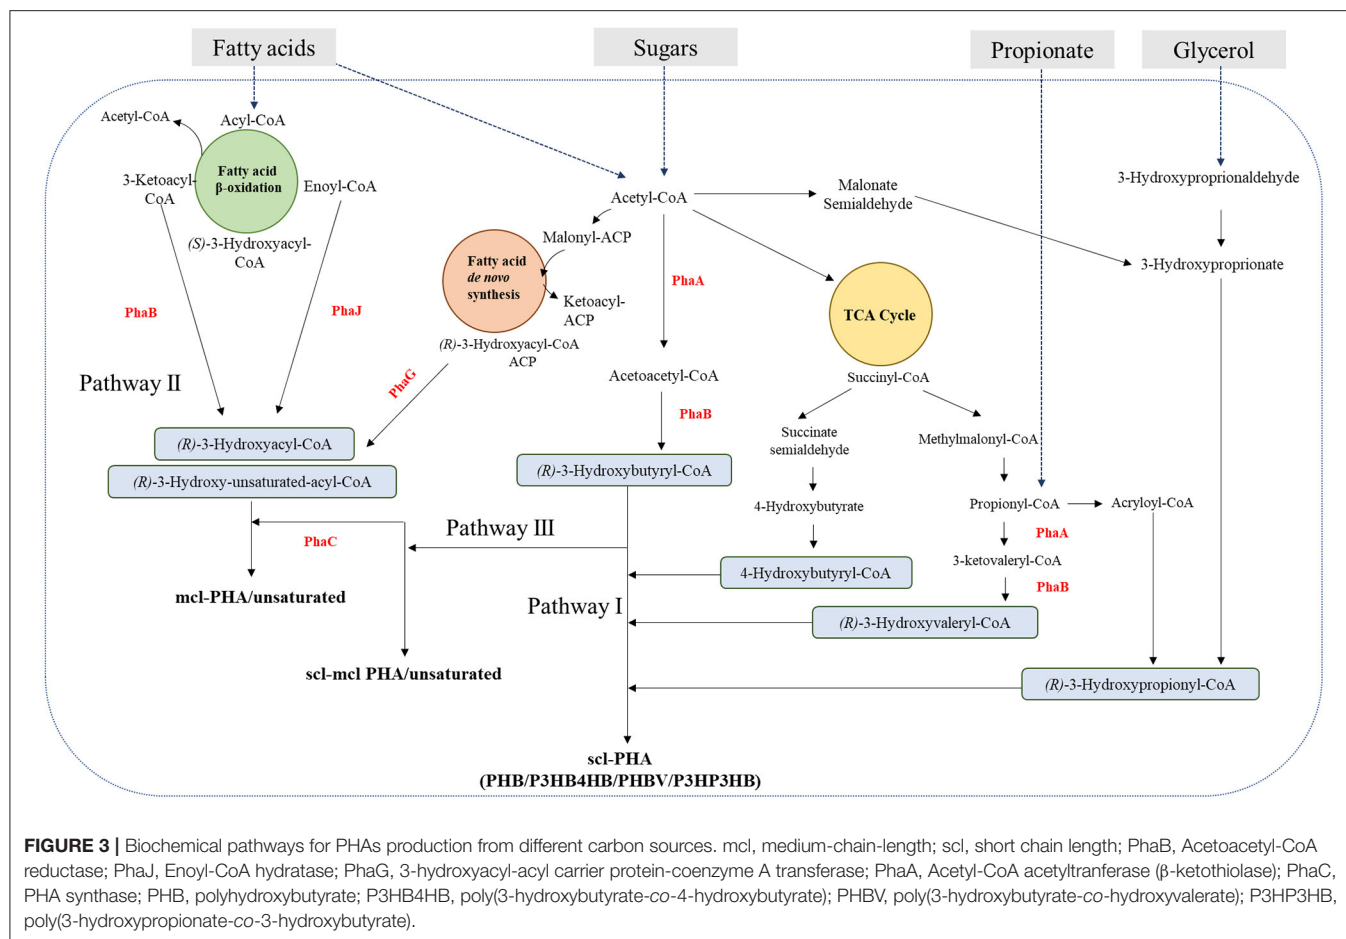 Fatty acids
Sugars
Propionate
Glycerol
Acetyl-CoA
Acyl-CoA
Fatty acid
β-oxidation
3-Ketoacyl-
CoA
Enoyl-CoA
(S)-3-Hydroxyacyl-
CoA
Acetyl-CoA
Malonate
Semialdehyde
3-Hydroxyproprionaldehyde
Malonyl-ACP
3-Hydroxyproprionate
Fatty acid
de novo
synthesis
Ketoacyl-
ACP
(R)-3-Hydroxyacyl-CoA
ACP
PhaA
TCA Cycle
PhaB
PhaJ
PhaG
Pathway II
Acetoacetyl-CoA
Succinyl-CoA
PhaB
Succinate
semialdehyde
Methylmalonyl-CoA
(R)-3-Hydroxyacyl-CoA
(R)-3-Hydroxy-unsaturated-acyl-CoA
(R)-3-Hydroxybutyryl-CoA
4-Hydroxybutyrate
Propionyl-CoA
Acryloyl-CoA
PhaC
Pathway III
PhaA
3-ketovaleryl-CoA
4-Hydroxybutyryl-CoA
PhaB
mcl-PHA/unsaturated
Pathway I
(R)-3-Hydroxyvaleryl-CoA
scl-mcl PHA/unsaturated
(R)-3-Hydroxypropionyl-CoA
scl-PHA
(PHB/P3HB4HB/PHBV/P3HP3HB)
FIGURE 3 | Biochemical pathways for PHAs production from different carbon sources. mcl, medium-chain-length; scl, short chain length; PhaB, Acetoacetyl-CoA
reductase; PhaJ, Enoyl-CoA hydratase; PhaG, 3-hydroxyacyl-acyl carrier protein-coenzyme A transferase; PhaA, Acetyl-CoA acetyltranferase (β-ketothiolase); PhaC,
PHA synthase; PHB, polyhydroxybutyrate; P3HB4HB, poly(3-hydroxybutyrate-co-4-hydroxybutyrate); PHBV, poly(3-hydroxybutyrate-co-hydroxyvalerate); P3HP3HB,
poly(3-hydroxypropionate-co-3-hydroxybutyrate).